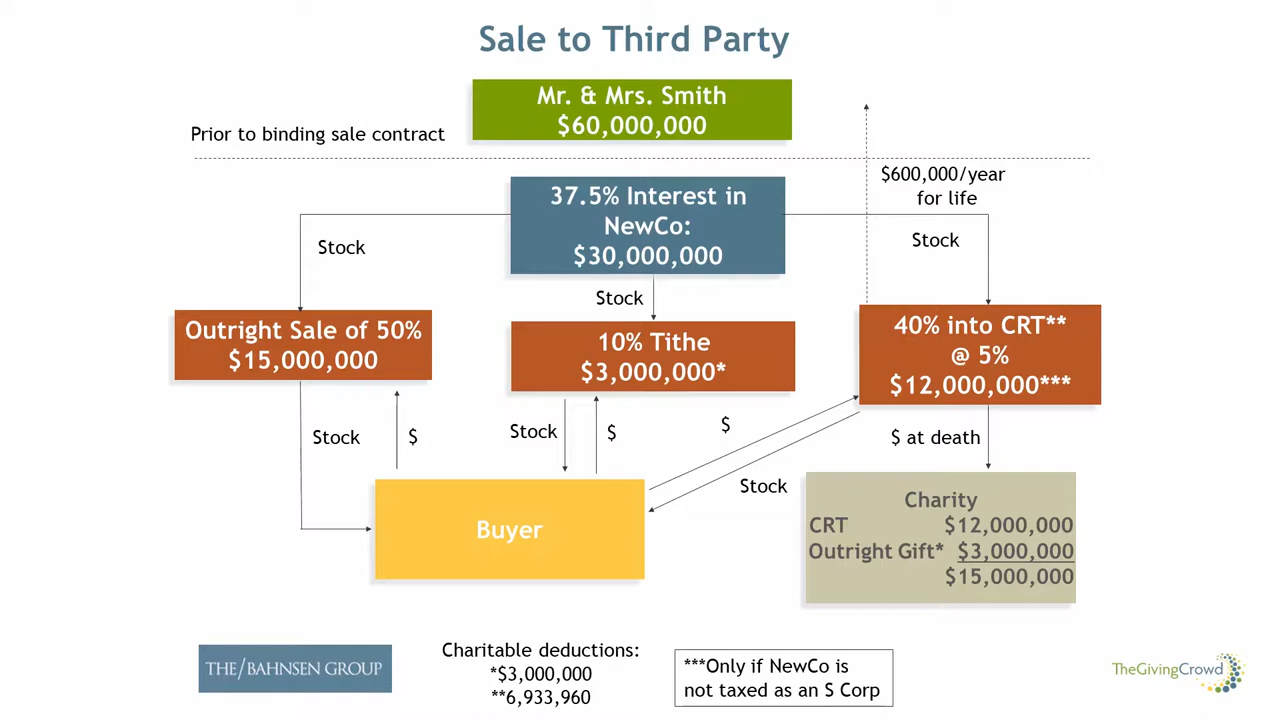 Sale to Third Party
Mr. & Mrs. Smith
$60,000,000
Prior to binding sale contract
$600,000/year
for life
37.5% Interest in
NewCo:
$30,000,000
Stock
Stock
Stock
Outright Sale of 50%
$15,000,000
10% Tithe
$3,000,000*
40% into CRT**
@ 5%
$12,000,000***
Stock
$
Stock
$
$
Stock
$ at death
Buyer
Charity
CRT $12,000,000
Outright Gift* $3,000,000
$15,000,000
THE/BAHNSEN GROUP
Charitable deductions:
*$3,000,000
**6,933,960
***Only if NewCo is
not taxed as an S Corp
TheGivingCrowd